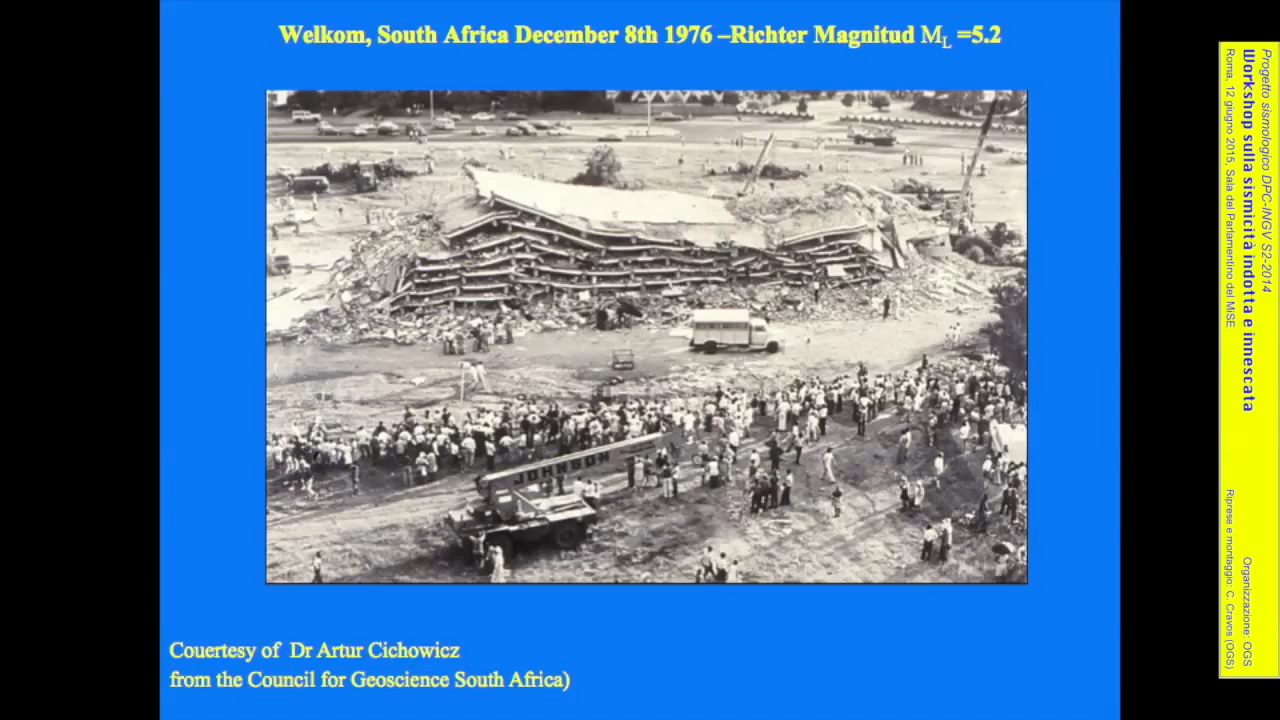 Welkom, South Africa December 8th 1976 –Richter Magnitud ML =5.2
JOHNSON
Couertesy of Dr Artur Cichowicz
from the Council for Geoscience South Africa)
Progetto sismologico DPC-INGV S2-2014
Workshop sulla sismicità indotta e innescata
Roma, 12 giugno 2015, Sala del Parlamentino del MISE
Organizzazione: OGS
Riprese e montaggio: C. Cravos (OGS)